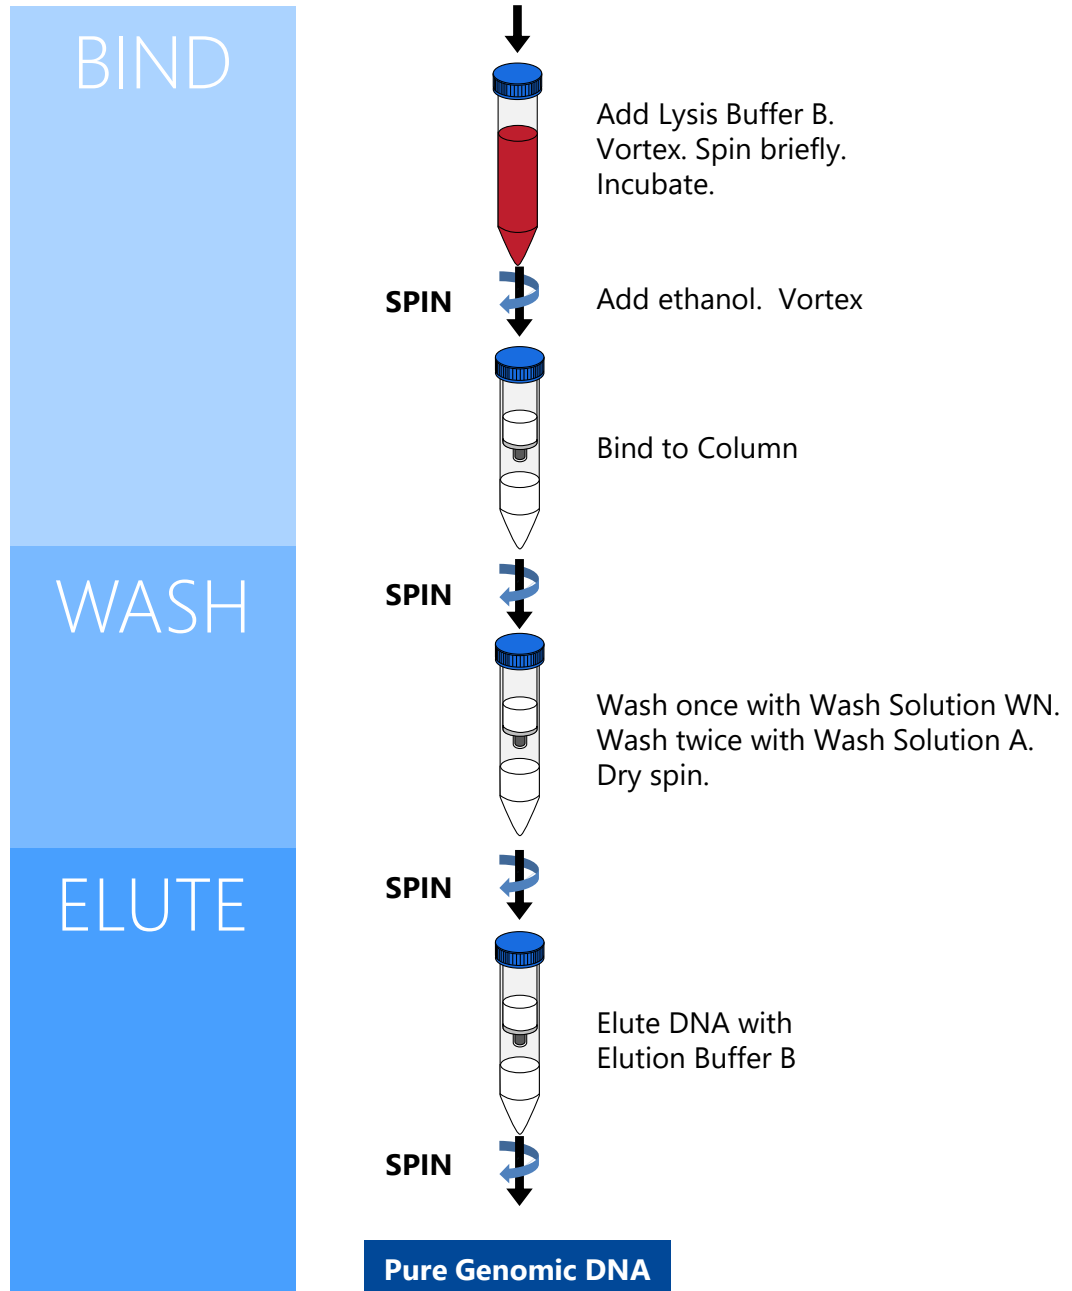 BIND
Add Lysis Buffer B.
Vortex. Spin briefly.
Incubate.
SPIN
Add ethanol.  Vortex
Bind to Column
WASH
SPIN
Wash once with Wash Solution WN.
Wash twice with Wash Solution A.
Dry spin.
ELUTE
SPIN
Elute DNA with
Elution Buffer B
SPIN
Pure Genomic DNA